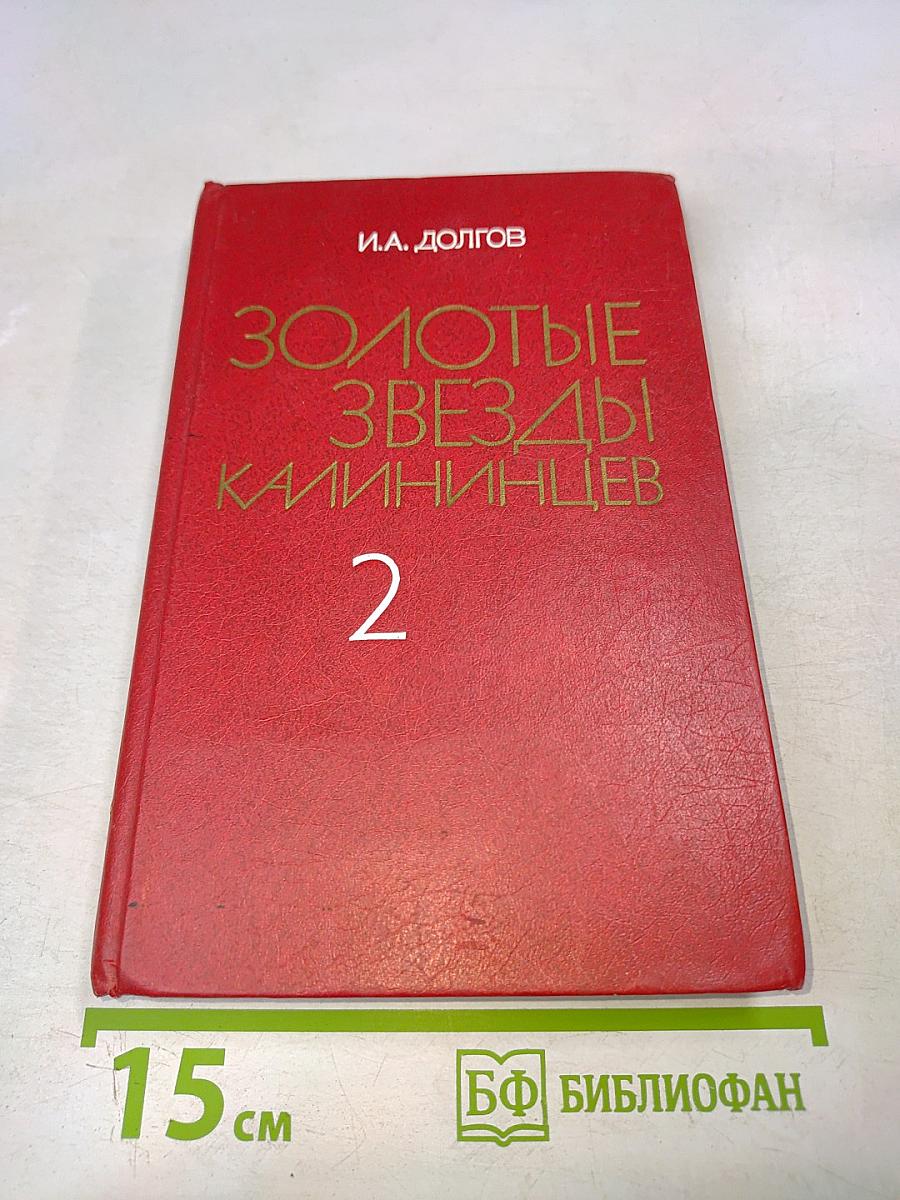 И.А. ДОЛГОВ
ЗОЛОТЫЕ
ЗВЕЗДЫ
КАЛИНИНЦЕВ
2
15 см
БФ БИБЛИОФАН